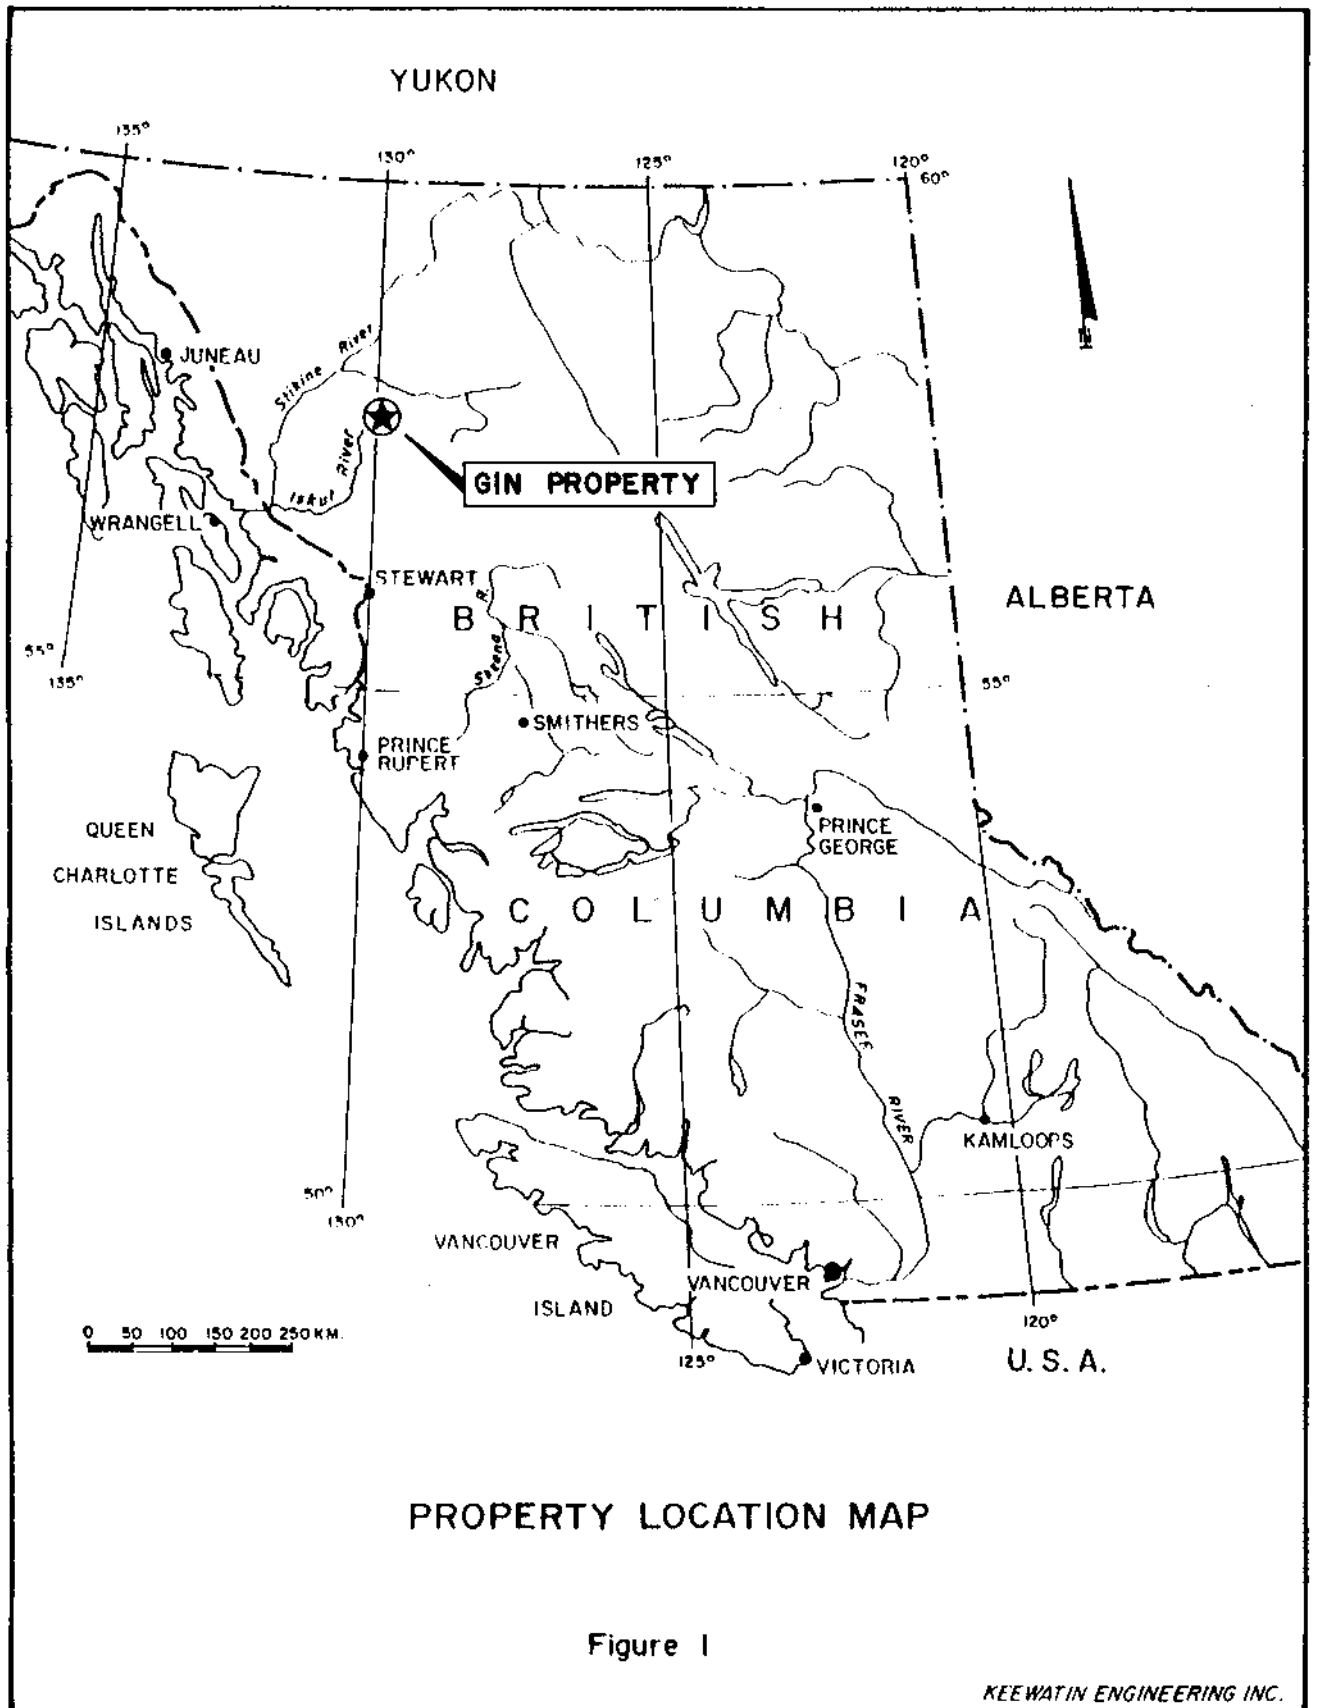 YUKON
135°
130°
125°
120°
60°
JUNEAU
Stikine River
Iskut River
GIN PROPERTY
WRANGELL
STEWART
ALBERTA
BRITISH
Skeena R.
55°
135°
55°
SMITHERS
PRINCE
RUPERT
QUEEN
CHARLOTTE
ISLANDS
PRINCE
GEORGE
COLUMBIA
FRASER RIVER
KAMLOOPS
50°
130°
VANCOUVER
ISLAND
VANCOUVER
120°
0 50 100 150 200 250 KM.
125°
VICTORIA
U.S.A.
PROPERTY LOCATION MAP
Figure 1
KEEWATIN ENGINEERING INC.